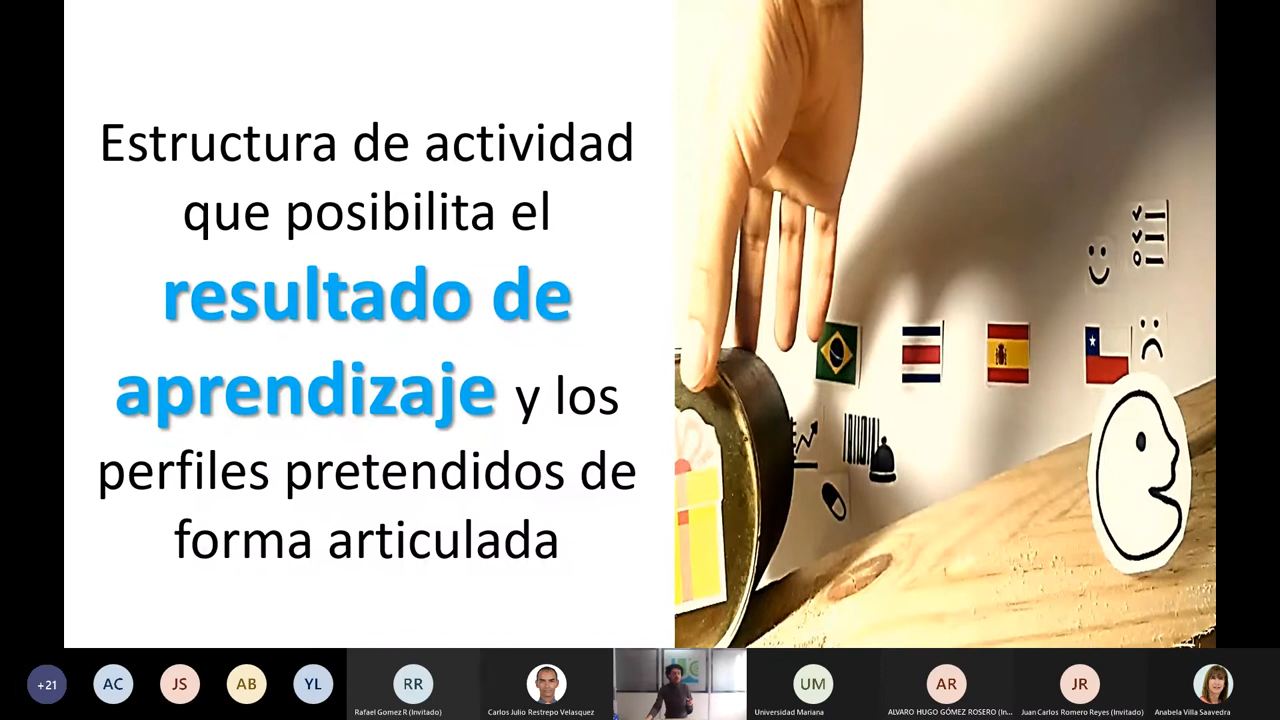 Estructura de actividad
que posibilita el
resultado de
aprendizaje y los
perfiles pretendidos de
forma articulada
+21
AC
JS
AB
YL
RR
Rafael Gomez R (Invitado)
Carlos Julio Restrepo Velasquez
UM
Universidad Mariana
AR
ALVARO HUGO GÓMEZ ROSERO (In...
JR
Juan Carlos Romero Reyes (Invitado)
Anabela Villa Saavedra